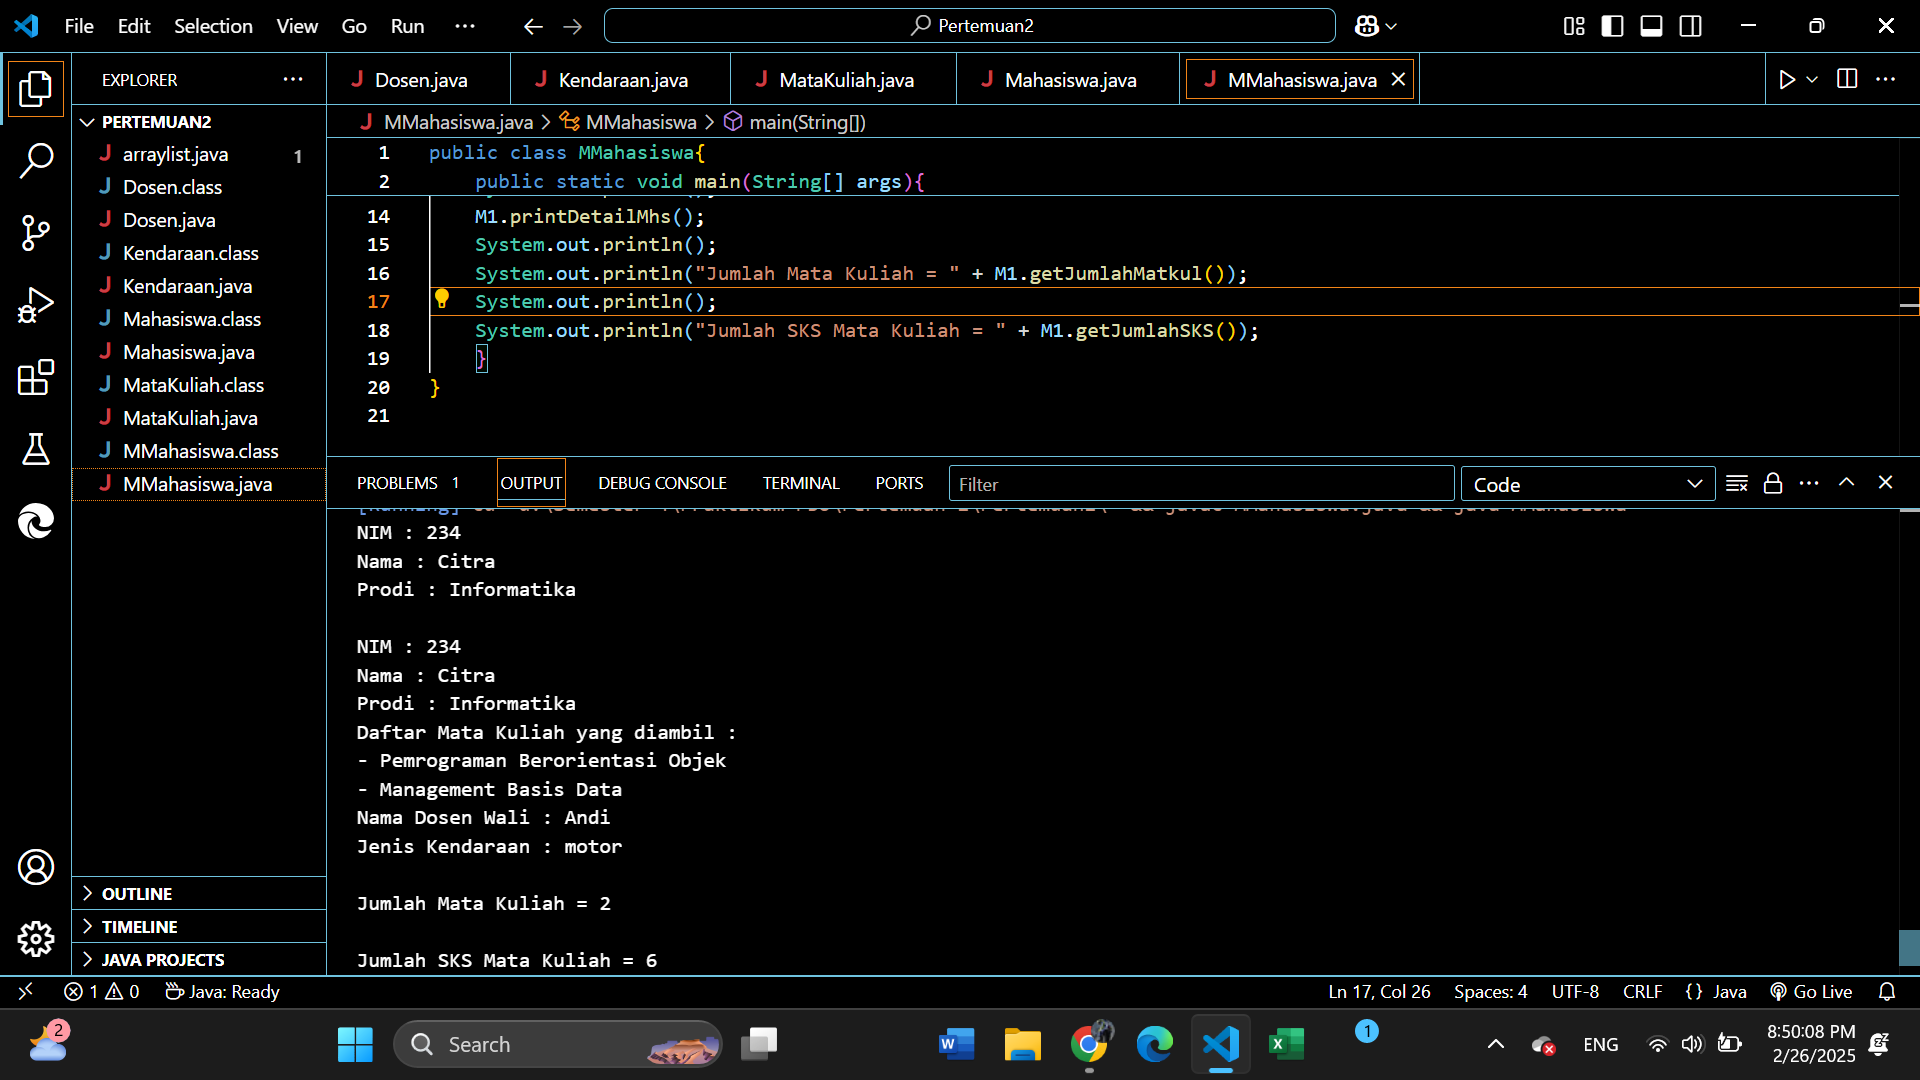 File Edit Selection View Go Run ··· Pertemuan2
EXPLORER ···
Dosen.java Kendaraan.java MataKuliah.java Mahasiswa.java MMahasiswa.java
PERTEMUAN2
arraylist.java 1
Dosen.class
Dosen.java
Kendaraan.class
Kendaraan.java
Mahasiswa.class
Mahasiswa.java
MataKuliah.class
MataKuliah.java
MMahasiswa.class
MMahasiswa.java
OUTLINE
TIMELINE
JAVA PROJECTS
MMahasiswa.java > MMahasiswa > main(String[])
1 public class MMahasiswa{
2 public static void main(String[] args){
14 M1.printDetailMhs();
15 System.out.println();
16 System.out.println("Jumlah Mata Kuliah = " + M1.getJumlahMatkul());
17 System.out.println();
18 System.out.println("Jumlah SKS Mata Kuliah = " + M1.getJumlahSKS());
19 }
20 }
21
PROBLEMS 1 OUTPUT DEBUG CONSOLE TERMINAL PORTS Filter Code
NIM : 234
Nama : Citra
Prodi : Informatika
NIM : 234
Nama : Citra
Prodi : Informatika
Daftar Mata Kuliah yang diambil :
- Pemrograman Berorientasi Objek
- Management Basis Data
Nama Dosen Wali : Andi
Jenis Kendaraan : motor
Jumlah Mata Kuliah = 2
Jumlah SKS Mata Kuliah = 6
1 0 Java: Ready Ln 17, Col 26 Spaces: 4 UTF-8 CRLF {} Java Go Live
2 Search 1 ENG 8:50:08 PM
2/26/2025